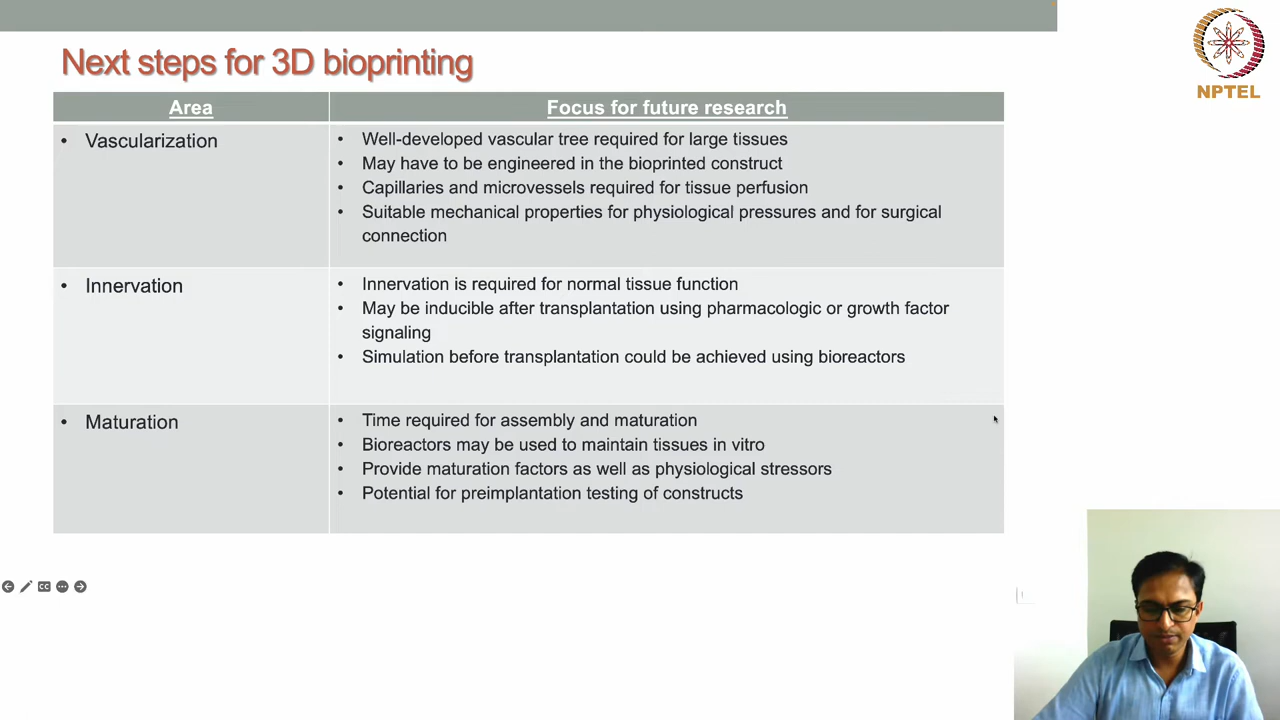 Next steps for 3D bioprinting
NPTEL
Area
Focus for future research
• Vascularization
• Well-developed vascular tree required for large tissues
• May have to be engineered in the bioprinted construct
• Capillaries and microvessels required for tissue perfusion
• Suitable mechanical properties for physiological pressures and for surgical
connection
• Innervation
• Innervation is required for normal tissue function
• May be inducible after transplantation using pharmacologic or growth factor
signaling
• Simulation before transplantation could be achieved using bioreactors
• Maturation
• Time required for assembly and maturation
• Bioreactors may be used to maintain tissues in vitro
• Provide maturation factors as well as physiological stressors
• Potential for preimplantation testing of constructs
CC